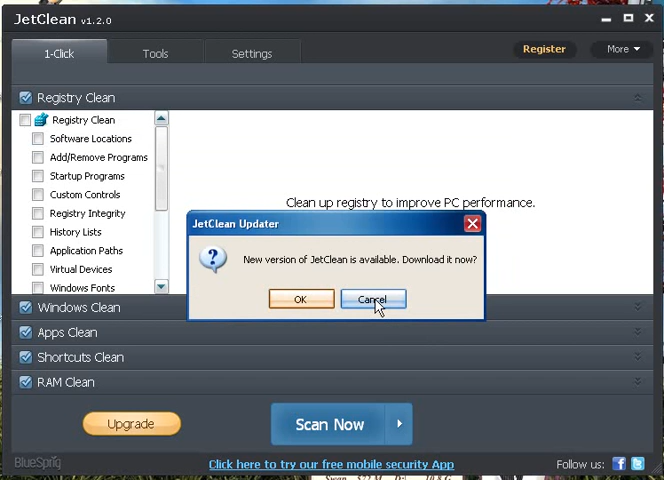 JetClean v1.2.0
1-Click
Tools
Settings
Register
More
Registry Clean
Registry Clean
Software Locations
Add/Remove Programs
Startup Programs
Custom Controls
Registry Integrity
History Lists
Application Paths
Virtual Devices
Windows Fonts
Clean up registry to improve PC performance.
JetClean Updater
New version of JetClean is available. Download it now?
OK
Cancel
Windows Clean
Apps Clean
Shortcuts Clean
RAM Clean
Upgrade
Scan Now
BlueSprig
Click here to try our free mobile security App
Follow us: